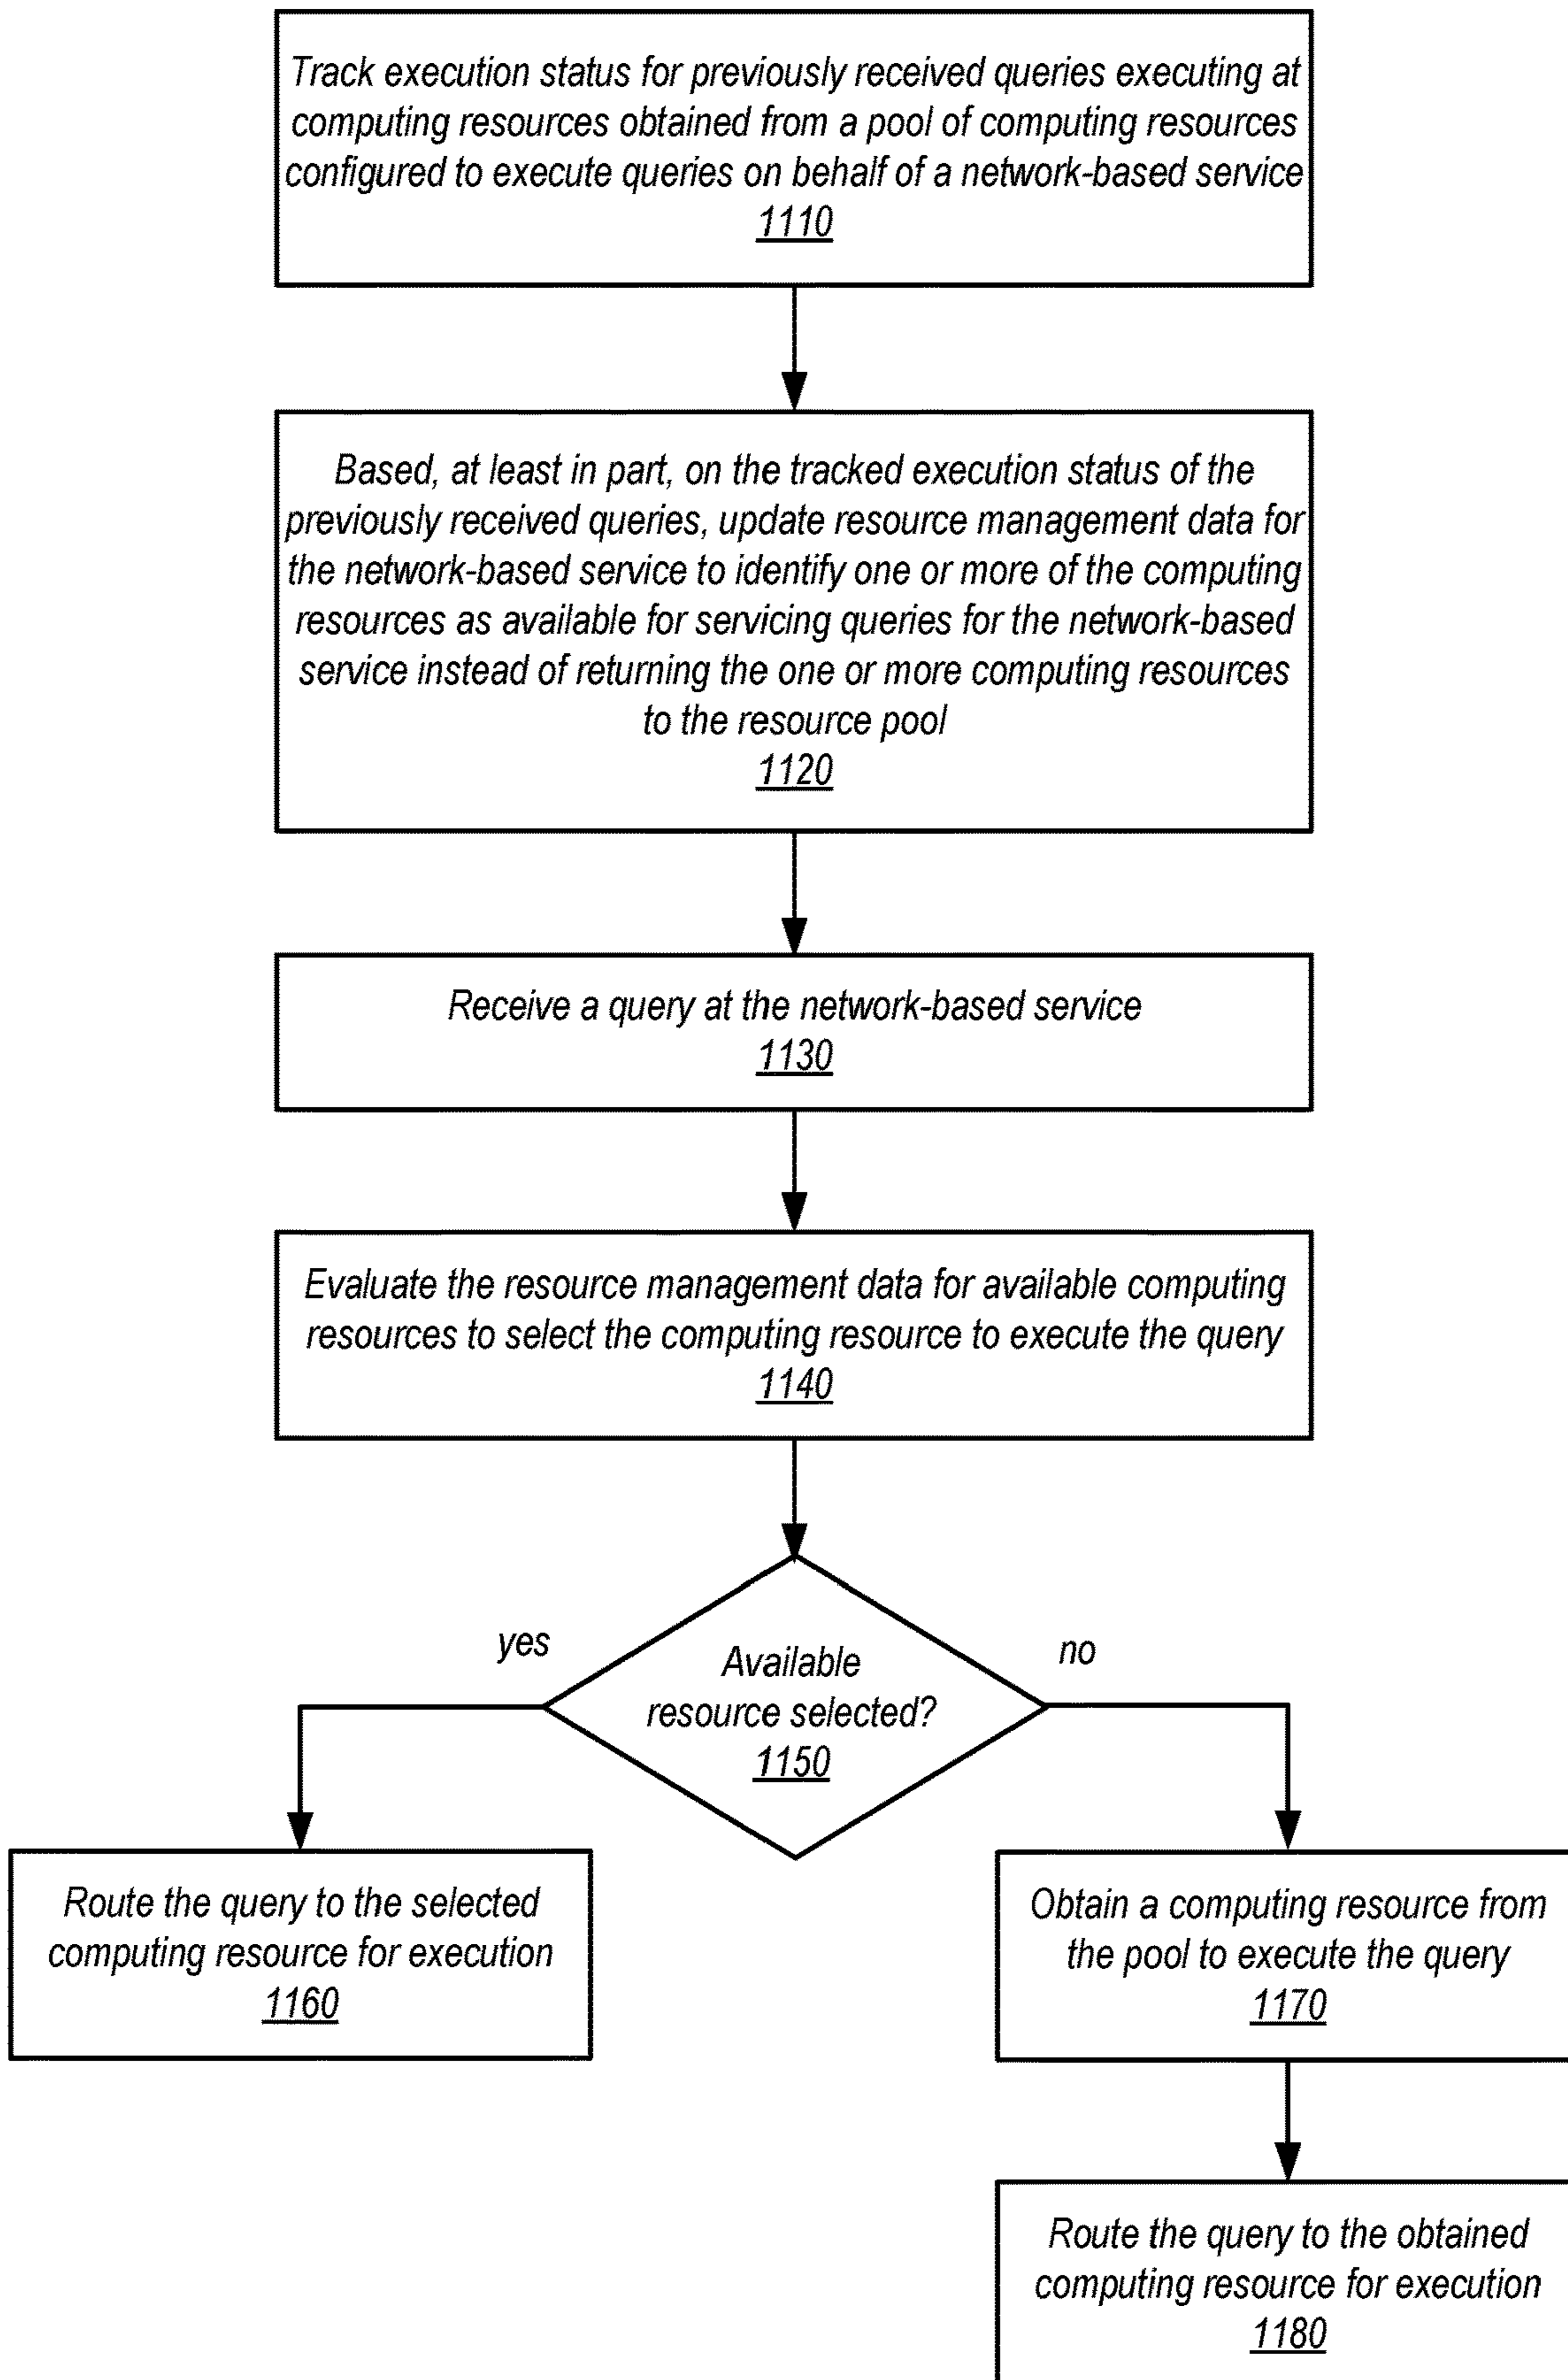 Track execution status for previously received queries executing at
computing resources obtained from a pool of computing resources
configured to execute queries on behalf of a network-based service
1110
Based, at least in part, on the tracked execution status of the
previously received queries, update resource management data for
the network-based service to identify one or more of the computing
resources as available for servicing queries for the network-based
service instead of returning the one or more computing resources
to the resource pool
1120
Receive a query at the network-based service
1130
Evaluate the resource management data for available computing
resources to select the computing resource to execute the query
1140
yes
no
Available
resource selected?
1150
Route the query to the selected
computing resource for execution
1160
Obtain a computing resource from
the pool to execute the query
1170
Route the query to the obtained
computing resource for execution
1180